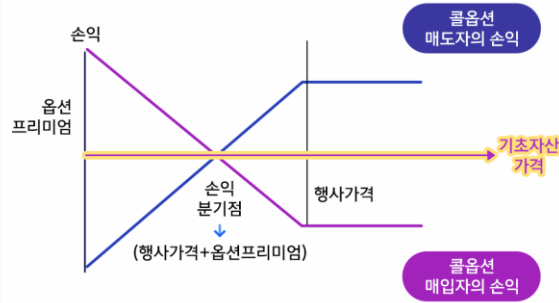 손익
콜옵션
매도자의 손익
옵션
프리미엄
기초자산
가격
손익
분기점
행사가격
(행사가격+옵션프리미엄)
콜옵션
매입자의 손익